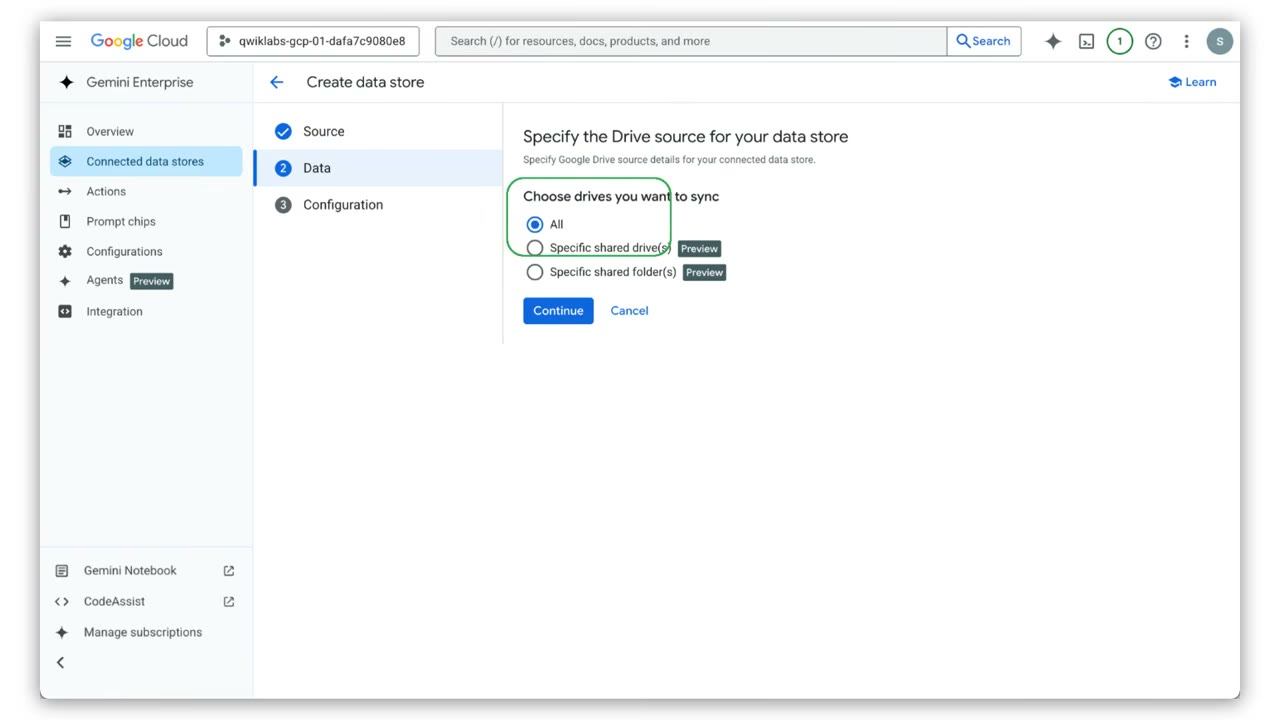 Google Cloud
qwiklabs-gcp-01-dafa7c9080e8
Search (/) for resources, docs, products, and more
Search
1
S
Gemini Enterprise
Create data store
Learn
Overview
Connected data stores
Actions
Prompt chips
Configurations
Agents Preview
Integration
Source
2 Data
3 Configuration
Specify the Drive source for your data store
Specify Google Drive source details for your connected data store.
Choose drives you want to sync
All
Specific shared drive(s) Preview
Specific shared folder(s) Preview
Continue Cancel
Gemini Notebook
CodeAssist
Manage subscriptions